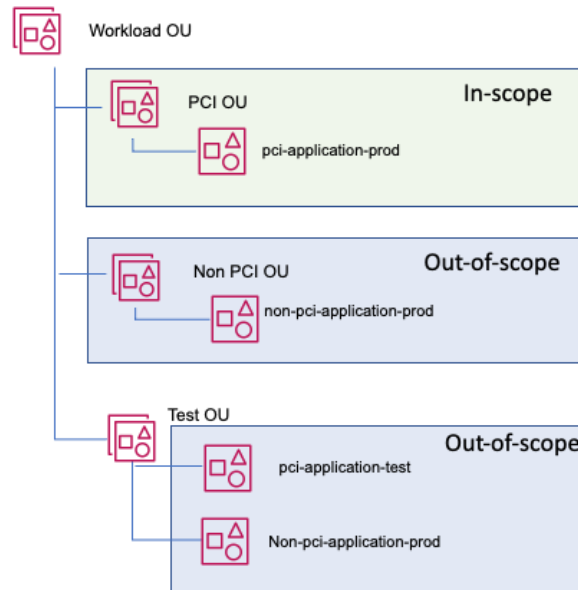 Workload OU
In-scope
PCI OU
pci-application-prod
Out-of-scope
Non PCI OU
non-pci-application-prod
Test OU
Out-of-scope
pci-application-test
Non-pci-application-prod